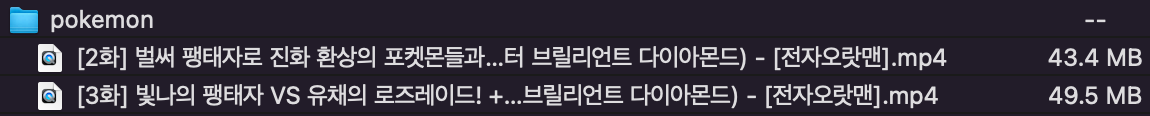 pokemon --
[2화] 벌써 팽태자로 진화 환상의 포켓몬들과...터 브릴리언트 다이아몬드) - [전자오랏맨].mp4 43.4 MB
[3화] 빛나의 팽태자 VS 유채의 로즈레이드! +...브릴리언트 다이아몬드) - [전자오랏맨].mp4 49.5 MB